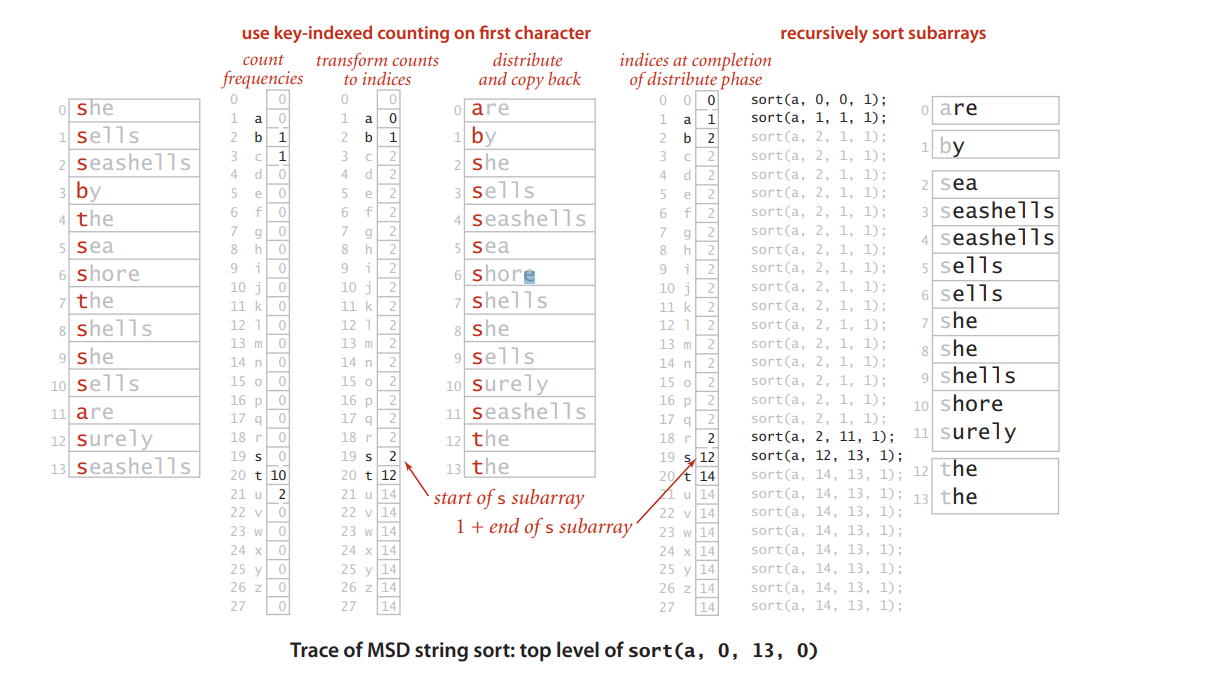 use key-indexed counting on first character
recursively sort subarrays
count
frequencies
transform counts
to indices
distribute
and copy back
indices at completion
of distribute phase
0 she
1 sells
2 seashells
3 by
4 the
5 sea
6 shore
7 the
8 shells
9 she
10 sells
11 are
12 surely
13 seashells
0 0
1 a 0
2 b 1
3 c 1
4 d 0
5 e 0
6 f 0
7 g 0
8 h 0
9 i 0
10 j 0
11 k 0
12 l 0
13 m 0
14 n 0
15 o 0
16 p 0
17 q 0
18 r 0
19 s 0
20 t 10
21 u 2
22 v 0
23 w 0
24 x 0
25 y 0
26 z 0
27 0
0 0
1 a 0
2 b 1
3 c 2
4 d 2
5 e 2
6 f 2
7 g 2
8 h 2
9 i 2
10 j 2
11 k 2
12 l 2
13 m 2
14 n 2
15 o 2
16 p 2
17 q 2
18 r 2
19 s 2
20 t 12
21 u 14
22 v 14
23 w 14
24 x 14
25 y 14
26 z 14
27 14
0 are
1 by
2 she
3 sells
4 seashells
5 sea
6 shore
7 shells
8 she
9 sells
10 surely
11 seashells
12 the
13 the
start of s subarray
1 + end of s subarray
0 0 0 sort(a, 0, 0, 1);
1 a 1 sort(a, 1, 1, 1);
2 b 2 sort(a, 2, 1, 1);
3 c 2 sort(a, 2, 1, 1);
4 d 2 sort(a, 2, 1, 1);
5 e 2 sort(a, 2, 1, 1);
6 f 2 sort(a, 2, 1, 1);
7 g 2 sort(a, 2, 1, 1);
8 h 2 sort(a, 2, 1, 1);
9 i 2 sort(a, 2, 1, 1);
10 j 2 sort(a, 2, 1, 1);
11 k 2 sort(a, 2, 1, 1);
12 l 2 sort(a, 2, 1, 1);
13 m 2 sort(a, 2, 1, 1);
14 n 2 sort(a, 2, 1, 1);
15 o 2 sort(a, 2, 1, 1);
16 p 2 sort(a, 2, 1, 1);
17 q 2 sort(a, 2, 1, 1);
18 r 2 sort(a, 2, 11, 1);
19 s 12 sort(a, 12, 13, 1);
20 t 14 sort(a, 14, 13, 1);
21 u 14 sort(a, 14, 13, 1);
22 v 14 sort(a, 14, 13, 1);
23 w 14 sort(a, 14, 13, 1);
24 x 14 sort(a, 14, 13, 1);
25 y 14 sort(a, 14, 13, 1);
26 z 14 sort(a, 14, 13, 1);
27 14 sort(a, 14, 13, 1);
0 are
1 by
2 sea
3 seashells
4 seashells
5 sells
6 sells
7 she
8 she
9 shells
10 shore
11 surely
12 the
13 the
Trace of MSD string sort: top level of sort(a, 0, 13, 0)